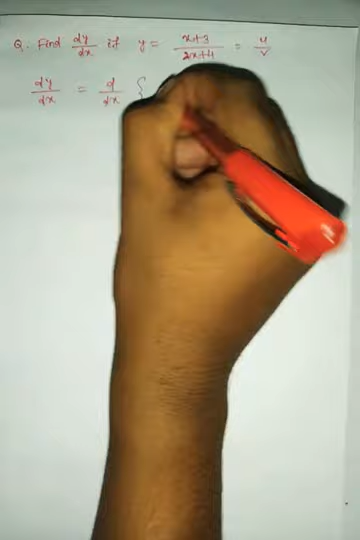 Q. Find dy/dx if y = x+3/2x+4 = u/v
dy/dx = d/dx {